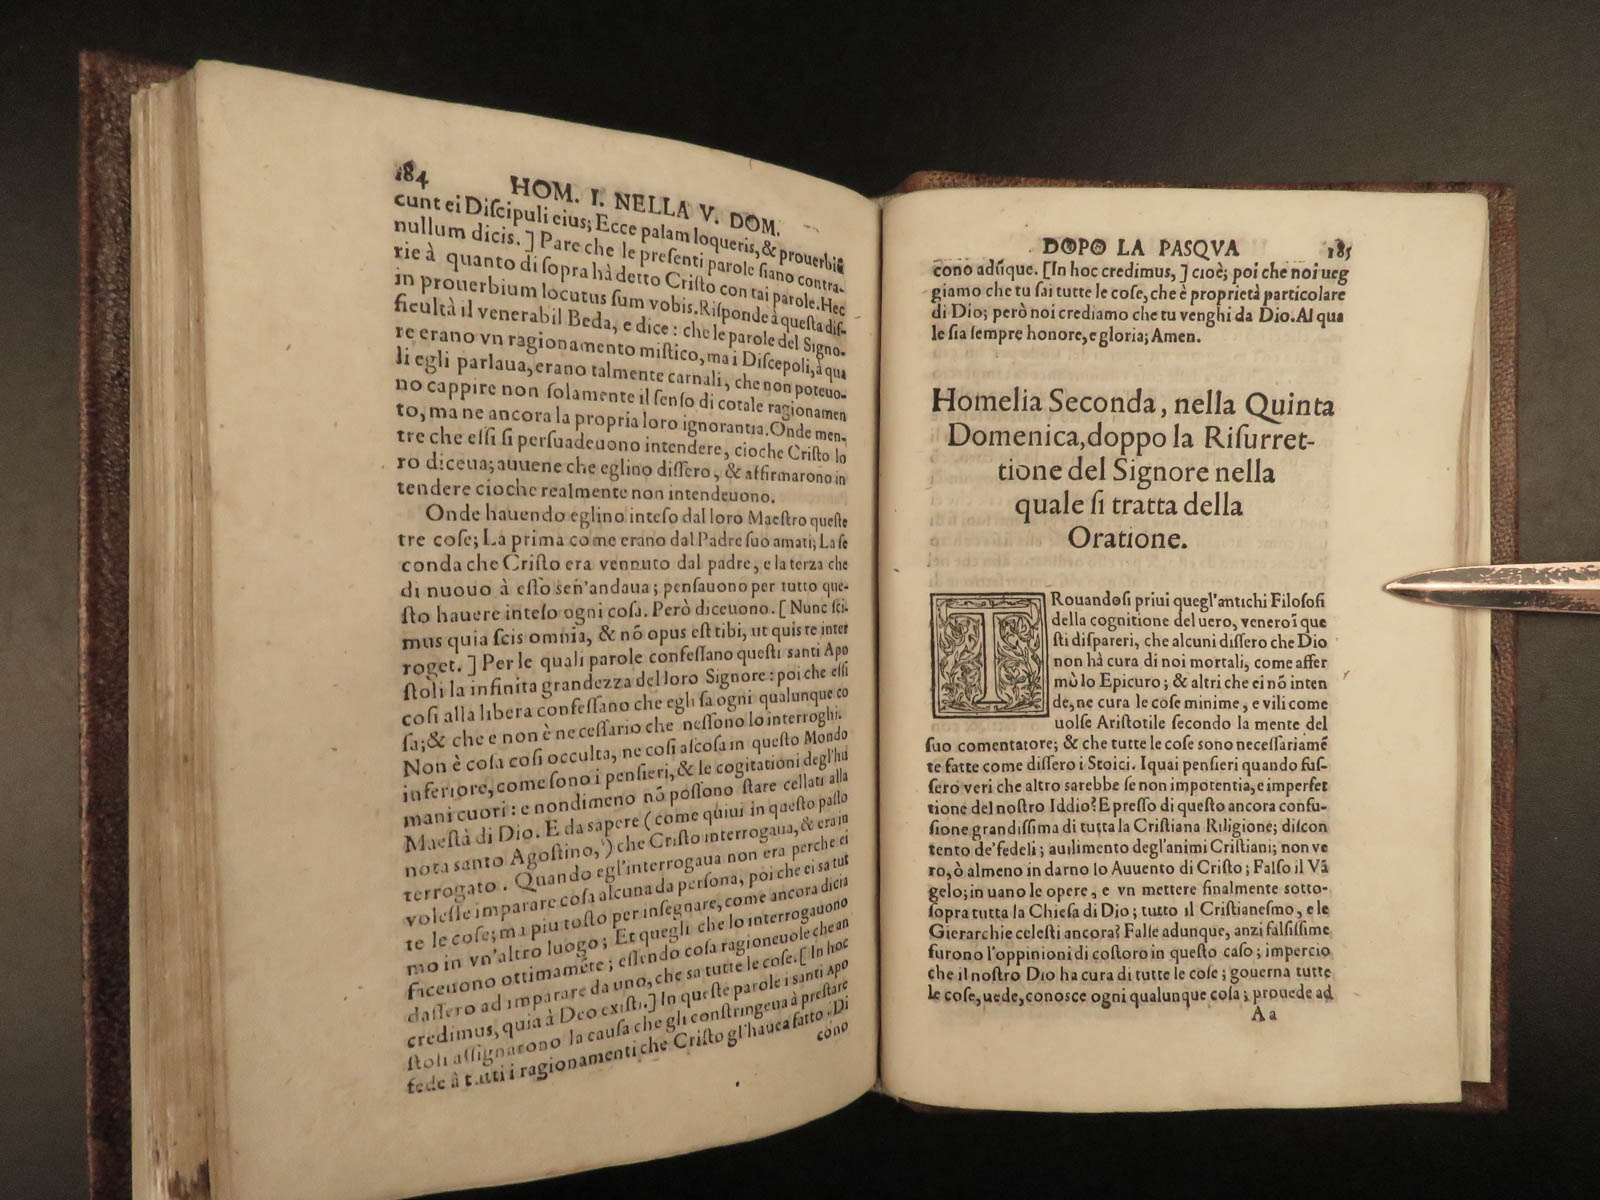 184 HOM. I. NELLA V. DOM.
cunt ei Diſcipuli eius; Ecce palam loqueris, & prouerbiũ
nullum dicis. ] Pare che le preſenti parole ſiano contra-
rie à quanto di ſopra hà detto Criſto con tai parole. Hec
in prouerbium locutus ſum vobis. Riſponde à queſta dif-
ficultà il venerabil Beda, e dice: che le parole del Signo-
re erano vn ragionamento miſtico, ma i Diſcepoli, à qua
li egli parlaua, erano talmente carnali, che non poteuo-
no cappire non ſolamente il ſenſo di cotale ragionamen
to, ma ne ancora la propria loro ignorantia. Onde men-
tre che eſſi ſi perſuadeuono intendere, cioche Criſto lo
ro diceua; auuene che eglino diſſero, & affirmarono in
tendere cioche realmente non intendeuono.
Onde hauendo eglino inteſo dal loro Maeſtro queſte
tre coſe; La prima come erano dal Padre ſuo amati; La ſe
conda che Criſto era vennuto dal padre, e la terza che
di nuouo à eſſo sen'andaua; penſauono per tutto que-
ſto hauere inteſo ogni coſa. Però diceuono. [ Nunc ſci-
mus quia ſcis omnia, & nõ opus eſt tibi, ut quis te inter
roget. ] Per le quali parole confeſſano queſti santi Apo
ſtoli la infinita grandezza del loro Signore: poi che eſſi
coſi alla libera confeſſano che egli ſa ogni qualunque co
ſa; & che e non è neceſſario che neſſono lo interroghi.
Non è coſa coſi occulta, ne coſi aſcoſa in queſto Mondo
inferiore, come ſono i penſieri, & le cogitationi degl'hu
mani cuori: e nondimeno nõ poſſono ſtare cellati alla
Maeſtà di Dio. E da sapere ( come quiui in queſto paſſo
nota santo Agoſtino, ) che Criſto interrogaua, & era in
terrogato. Quando egl'interrogaua non era perche ei
voleſſe imparare coſa alcuna da perſona, poi che ei sa tut
te le coſe; ma piu toſto per inſegnare, come ancora dicia
mo in vn'altro luogo; Et quegli che lo interrogauono
faceuono ottimamẽte; eſſendo coſa ragioneuole che an
daſſero ad imparare da uno, che sa tutte le coſe. [ In hoc
credimus, quia à Deo exiſti. ] In queſte parole i santi Apo
ſtoli aſſignarono la cauſa che gli conſtringeua à preſtare
fede à tutti i ragionamenti che Criſto gl'hauea fatto. Di
cono
DOPO LA PASQVA 185
cono adũque. [In hoc credimus, ] cioè; poi che noi ueg
giamo che tu ſai tutte le coſe, che è proprietà particolare
di Dio; però noi crediamo che tu venghi da Dio. Al qua
le ſia ſempre honore, e gloria; Amen.
Homelia Seconda, nella Quinta
Domenica, doppo la Riſurret-
tione del Signore nella
quale ſi tratta della
Oratione.
TRouandoſi priui quegl'antichi Filoſofi
della cognitione del uero, veneroĩ que
ſti diſpareri, che alcuni diſſero che Dio
non hà cura di noi mortali, come affer
mò lo Epicuro; & altri che ei nõ inten
de, ne cura le coſe minime, e vili come
uolſe Ariſtotile secondo la mente del
ſuo comentatore; & che tutte le coſe sono neceſſariamẽ
te fatte come diſſero i Stoici. I quai penſieri quando fuſ-
ſero veri che altro sarebbe ſe non impotentia, e imperfet
tione del noſtro Iddio? E preſſo di queſto ancora confu-
ſione grandiſſima di tutta la Criſtiana Riligione; diſcon
tento de'fedeli; auilimento degl'animi Criſtiani; non ve
ro, ò almeno in darno lo Auuento di Criſto; Falſo il Vã
gelo; in uano le opere, e vn mettere finalmente sotto-
ſopra tutta la Chieſa di Dio; tutto il Criſtianeſmo, e le
Gierarchie celeſti ancora? Falſe adunque, anzi falſiſſime
furono l'oppinioni di coſtoro in queſto caſo; impercio
che il noſtro Dio ha cura di tutte le coſe; gouerna tutte
le coſe, uede, conosce ogni qualunque coſa; prouede ad
Aa